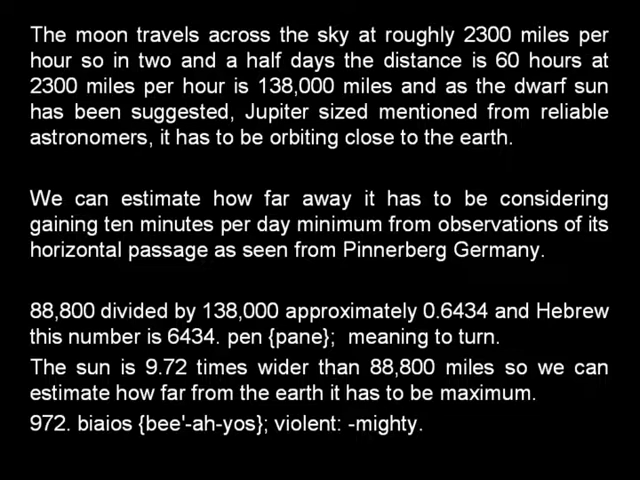 The moon travels across the sky at roughly 2300 miles per
hour so in two and a half days the distance is 60 hours at
2300 miles per hour is 138,000 miles and as the dwarf sun
has been suggested, Jupiter sized mentioned from reliable
astronomers, it has to be orbiting close to the earth.
We can estimate how far away it has to be considering
gaining ten minutes per day minimum from observations of its
horizontal passage as seen from Pinnerberg Germany.
88,800 divided by 138,000 approximately 0.6434 and Hebrew
this number is 6434. pen {pane}; meaning to turn.
The sun is 9.72 times wider than 88,800 miles so we can
estimate how far from the earth it has to be maximum.
972. biaios {bee'-ah-yos}; violent: -mighty.